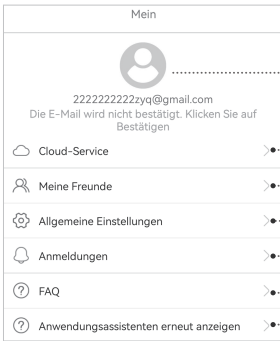 Mein
2222222222zyq@gmail.com
Die E-Mail wird nicht bestätigt. Klicken Sie auf
Bestätigen
Cloud-Service
Meine Freunde
Allgemeine Einstellungen
Anmeldungen
FAQ
Anwendungsassistenten erneut anzeigen